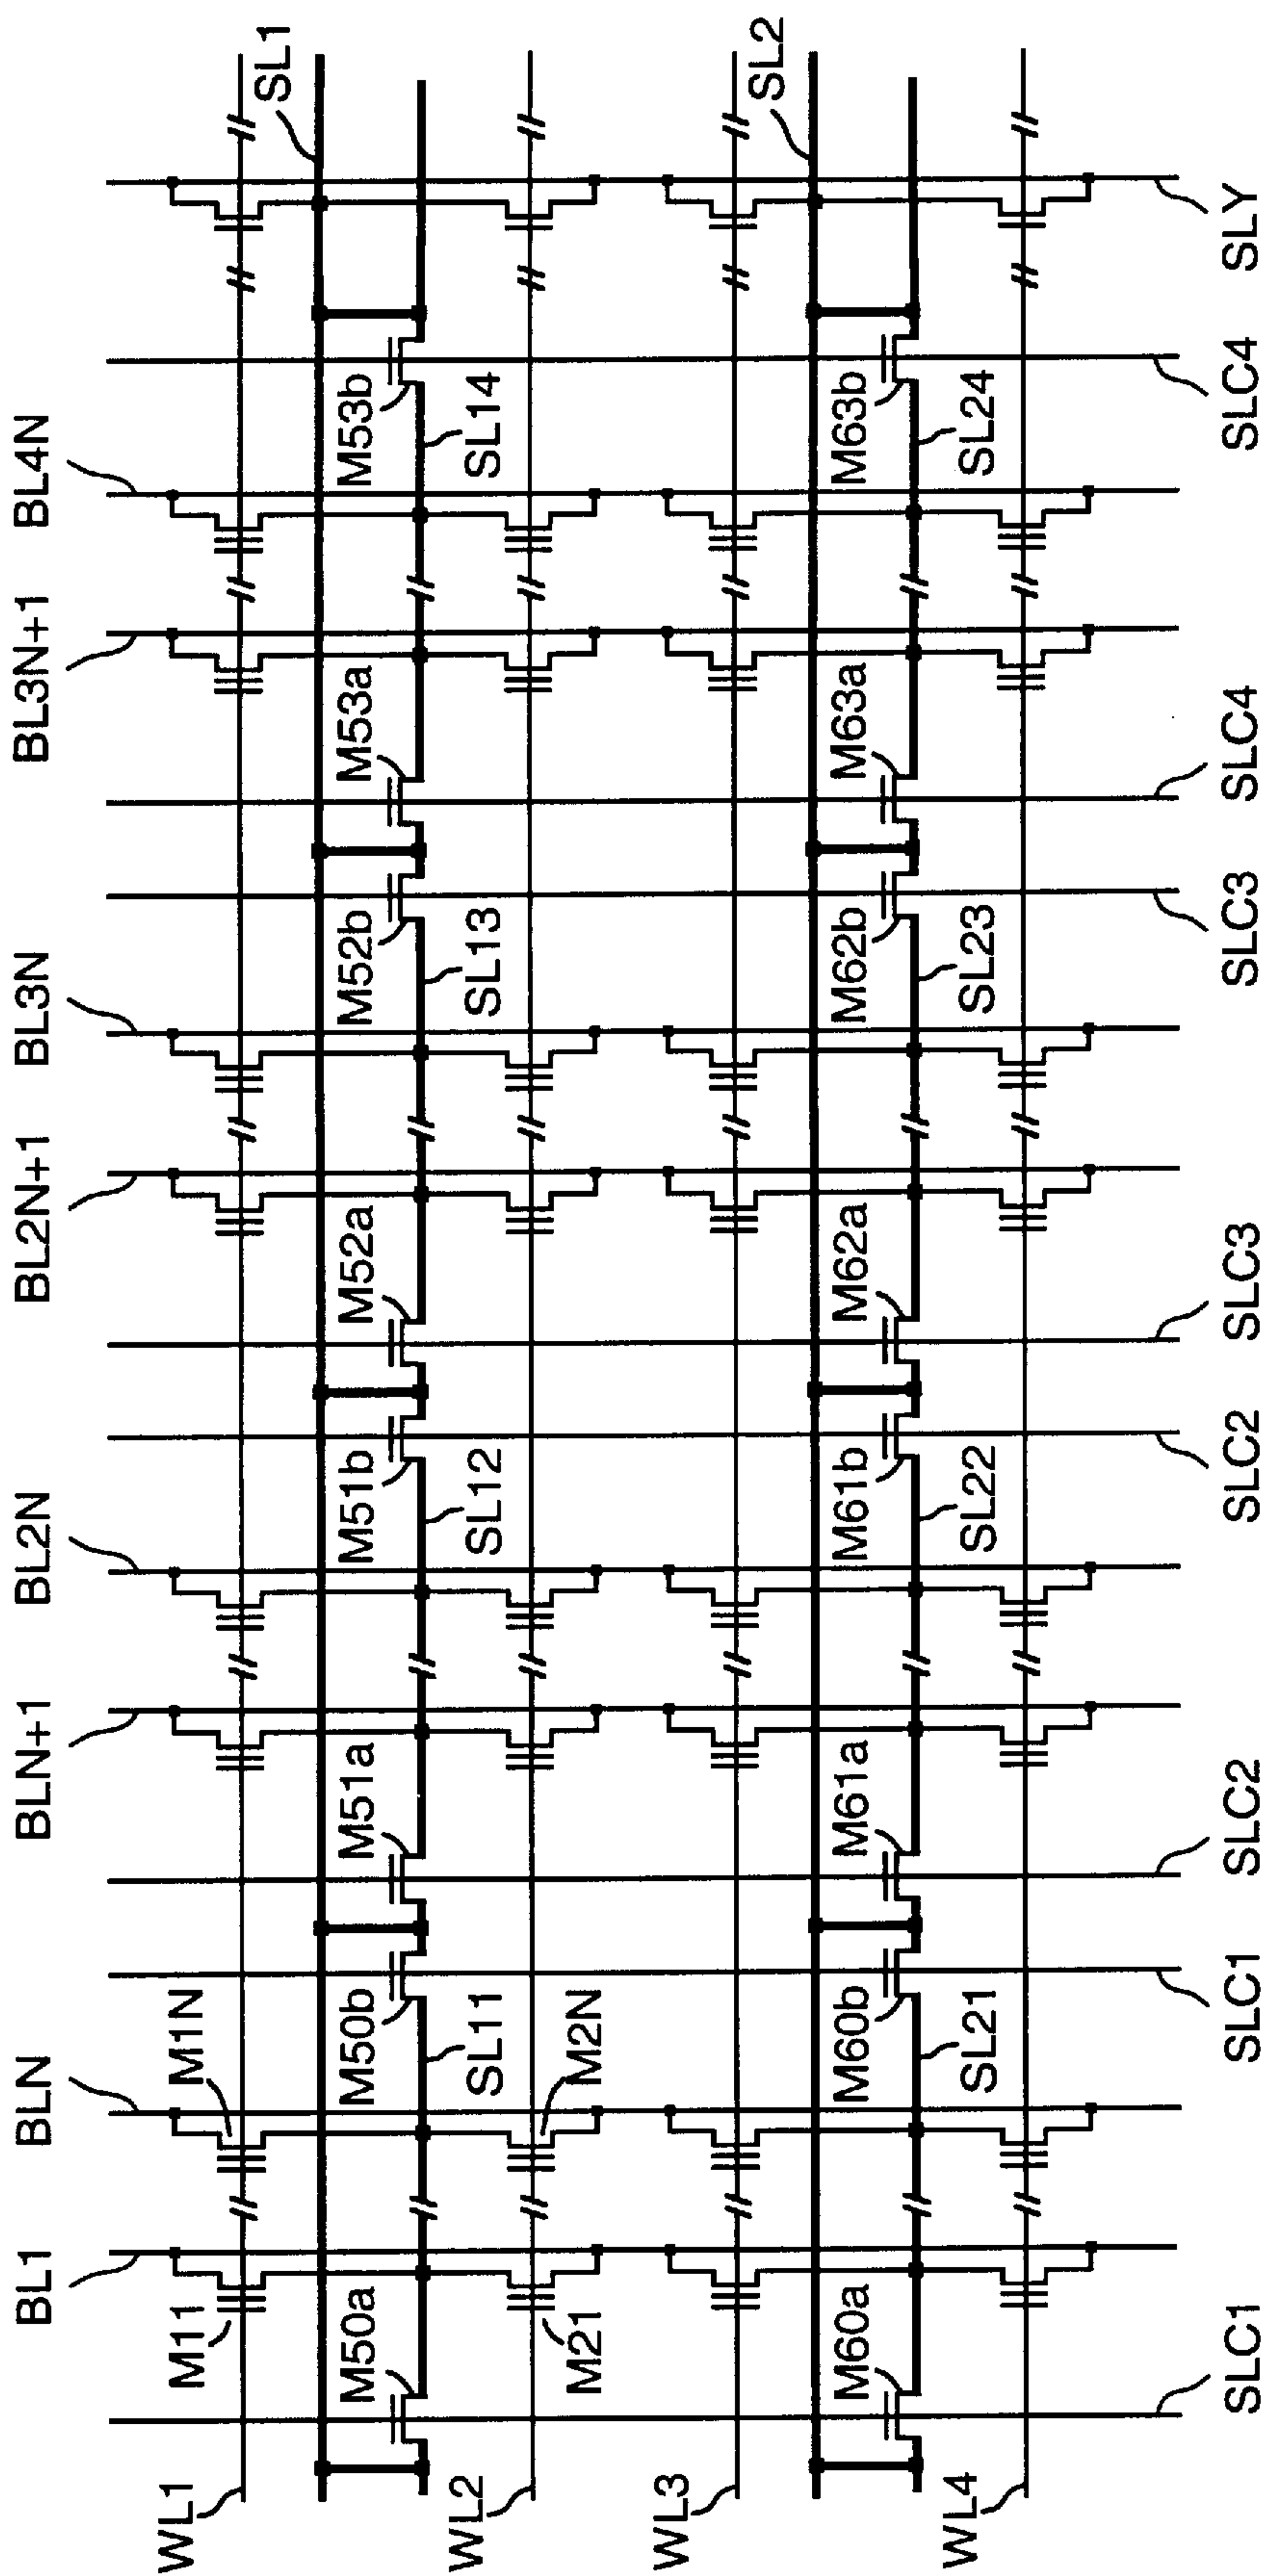 BL1
BLN
BLN+1
BL2N
BL2N+1
BL3N
BL3N+1
BL4N
M11
M1N
SL1
WL1
M50a
M50b
M51a
M51b
M52a
M52b
M53a
M53b
SL11
SL12
SL13
SL14
WL2
M21
M2N
WL3
SL2
M60a
M60b
M61a
M61b
M62a
M62b
M63a
M63b
SL21
SL22
SL23
SL24
WL4
SLC1
SLC1
SLC2
SLC2
SLC3
SLC3
SLC4
SLC4
SLY